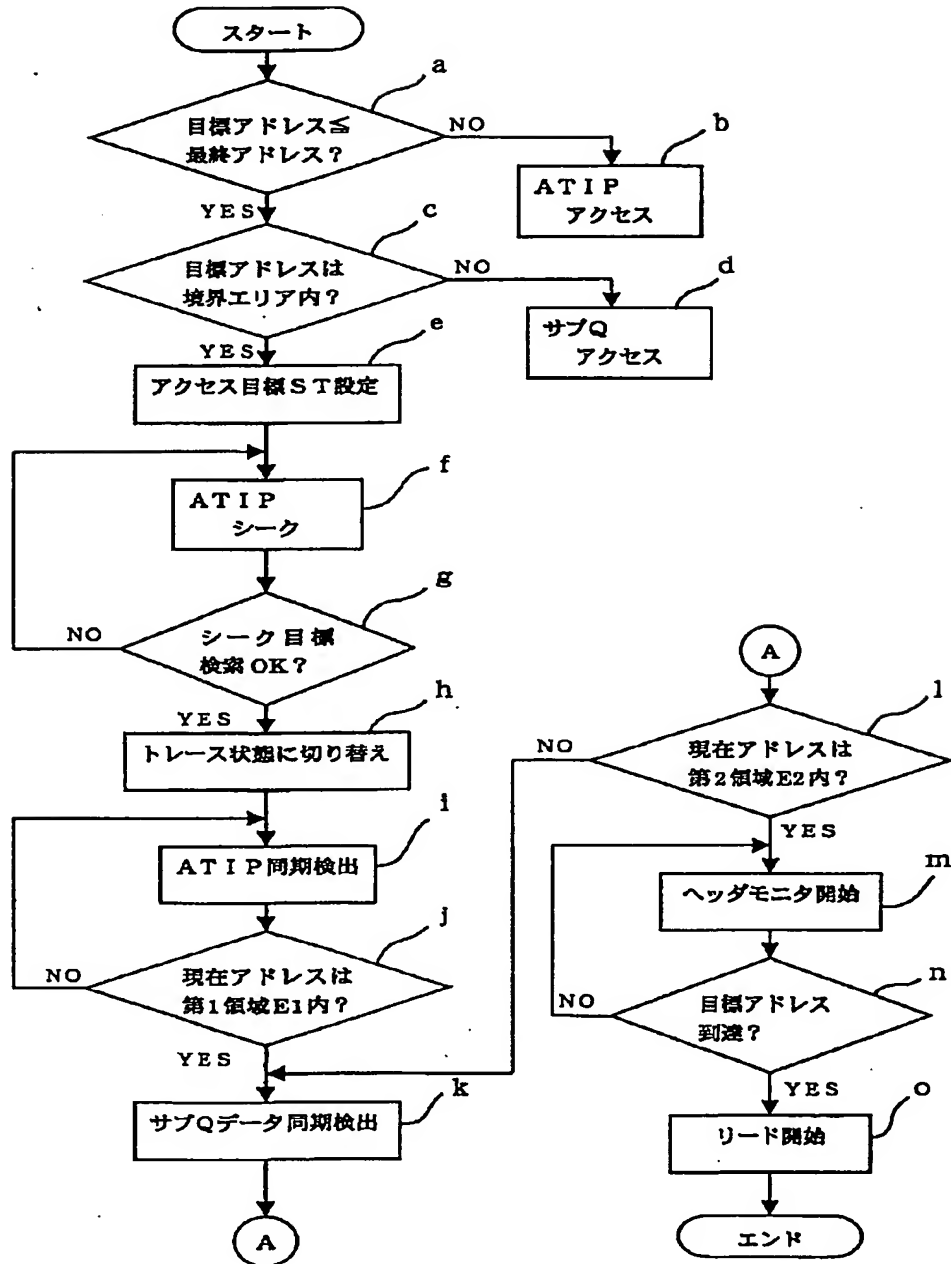 スタート
a
目標アドレス≦
最終アドレス?
NO
b
ATIP
アクセス
YES
c
目標アドレスは
境界エリア内?
NO
d
サブQ
アクセス
YES
e
アクセス目標ST設定
f
ATIP
シーク
g
シーク目標
検索OK?
NO
YES
h
トレース状態に切り替え
i
ATIP同期検出
j
現在アドレスは
第1領域E1内?
NO
YES
k
サブQデータ同期検出
A
A
l
現在アドレスは
第2領域E2内?
NO
YES
m
ヘッダモニタ開始
n
目標アドレス
到達?
NO
YES
o
リード開始
エンド